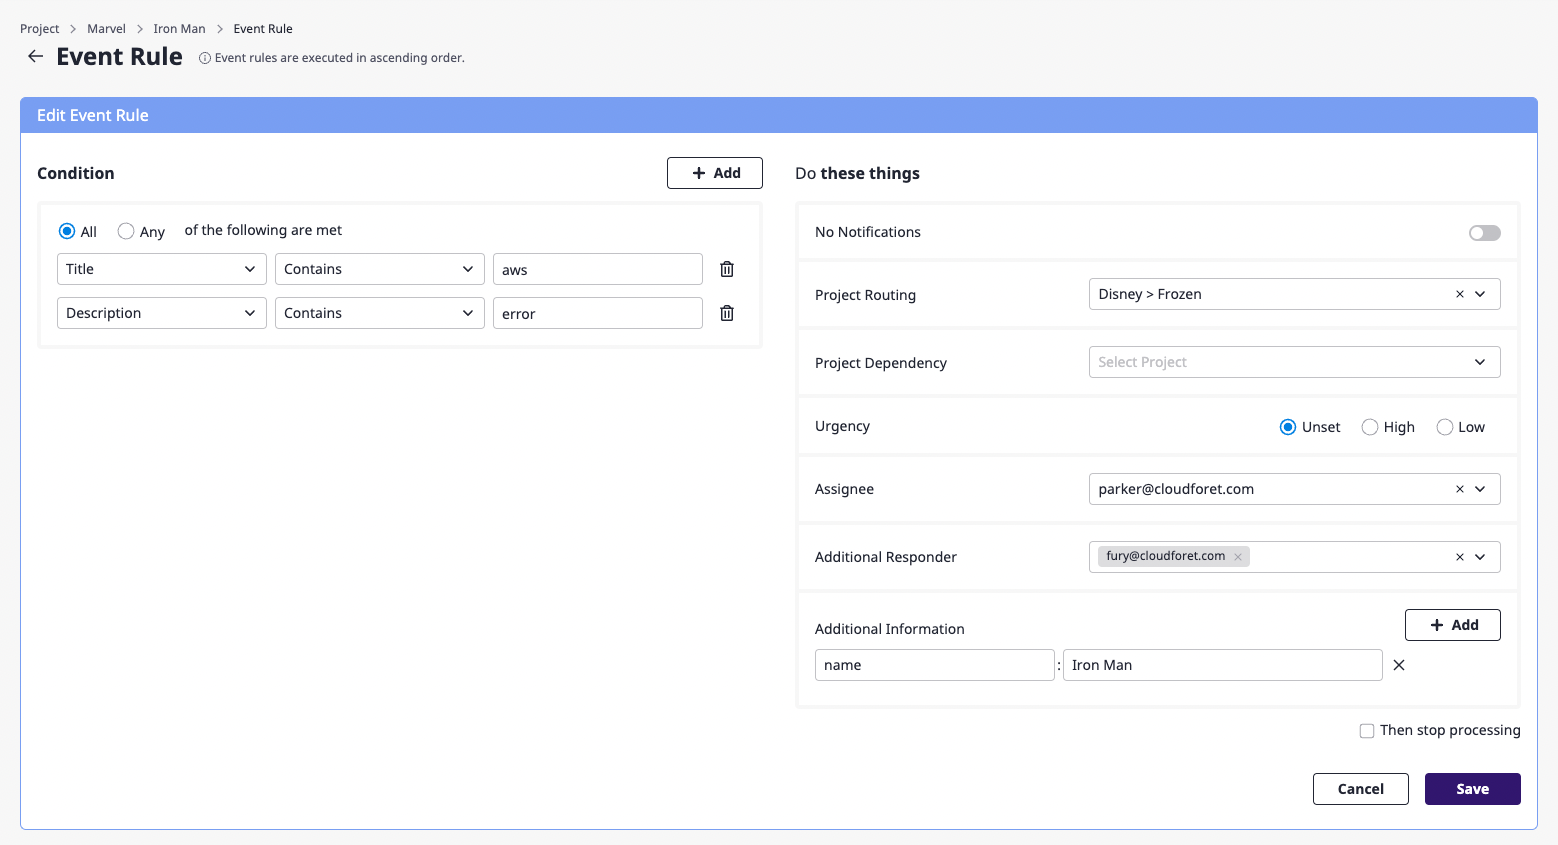 Project > Marvel > Iron Man > Event Rule
Event Rule
Event rules are executed in ascending order.
Edit Event Rule
Condition
+ Add
All
Any
of the following are met
Title
Contains
aws
Description
Contains
error
Do these things
No Notifications
Project Routing
Disney > Frozen
Project Dependency
Select Project
Urgency
Unset
High
Low
Assignee
parker@cloudforet.com
Additional Responder
fury@cloudforet.com
Additional Information
+ Add
name : Iron Man
Then stop processing
Cancel
Save